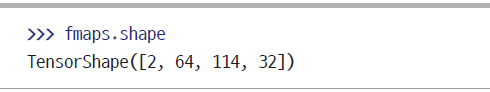 >>> fmaps.shape
TensorShape([2, 64, 114, 32])